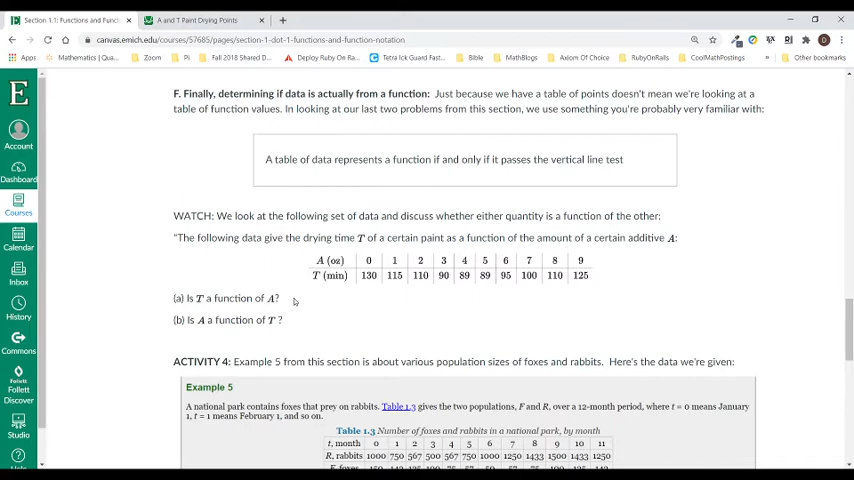 Section 1.1: Functions and Functi
A and T Paint Drying Points
canvas.emich.edu/courses/57685/pages/section-1-dot-1-functions-and-function-notation
Apps
Mathematics | Qua...
Zoom
Pi
Fall 2018 Shared D...
Deploy Ruby On Ra...
Tetra Ick Guard Fast...
Bible
MathBlogs
Axiom Of Choice
RubyOnRails
CoolMathPostings
»
Other bookmarks
E
Account
Dashboard
Courses
Calendar
Inbox
History
Commons
Follett
Follett
Discover
Studio
Help
F. Finally, determining if data is actually from a function: Just because we have a table of points doesn't mean we're looking at a
table of function values. In looking at our last two problems from this section, we use something you're probably very familiar with:
A table of data represents a function if and only if it passes the vertical line test
WATCH: We look at the following set of data and discuss whether either quantity is a function of the other:
"The following data give the drying time T of a certain paint as a function of the amount of a certain additive A:
A (oz) 0 1 2 3 4 5 6 7 8 9
T (min) 130 115 110 90 89 89 95 100 110 125
(a) Is T a function of A?
(b) Is A a function of T ?
ACTIVITY 4: Example 5 from this section is about various population sizes of foxes and rabbits. Here's the data we're given:
Example 5
A national park contains foxes that prey on rabbits. Table 1.3 gives the two populations, F and R, over a 12-month period, where t = 0 means January
1, t = 1 means February 1, and so on.
Table 1.3 Number of foxes and rabbits in a national park, by month
t, month 0 1 2 3 4 5 6 7 8 9 10 11
R, rabbits 1000 750 567 500 567 750 1000 1250 1433 1500 1433 1250